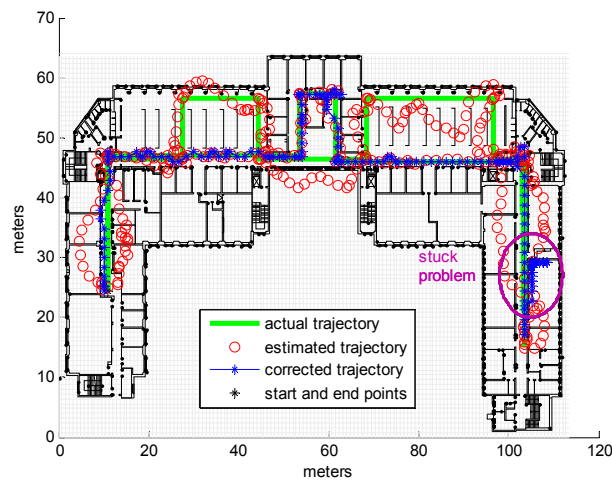 70
60
50
40
30
20
10
0
meters
stuck
problem
actual trajectory
estimated trajectory
corrected trajectory
start and end points
0 20 40 60 80 100 120
meters